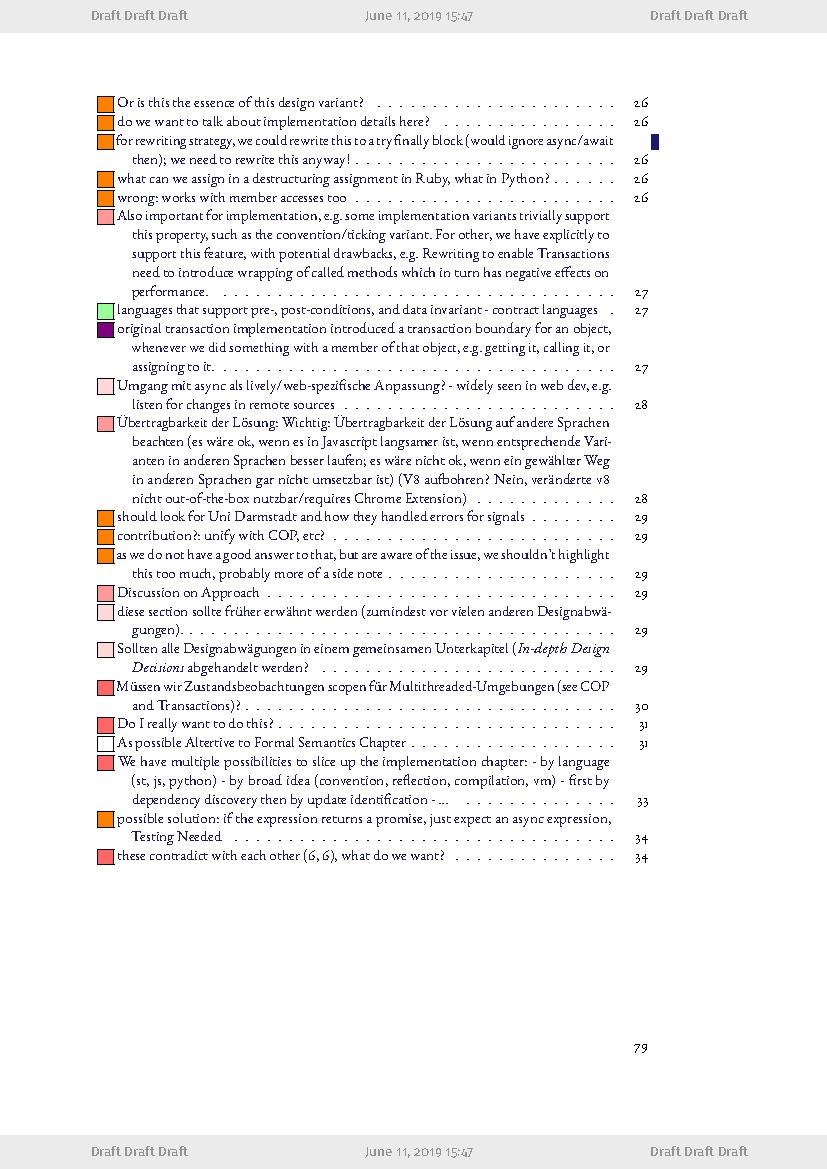 Draft Draft Draft June 11, 2019 15:47 Draft Draft Draft
Or is this the essence of this design variant? . . . . . . . . . . . . . . . . . . . . . . 26
do we want to talk about implementation details here? . . . . . . . . . . . . . . . . 26
for rewriting strategy, we could rewrite this to a try finally block (would ignore async/await
then); we need to rewrite this anyway! . . . . . . . . . . . . . . . . . . . . . . . . 26
what can we assign in a destructuring assignment in Ruby, what in Python? . . . . . . 26
wrong: works with member accesses too . . . . . . . . . . . . . . . . . . . . . . . . 26
Also important for implementation, e.g. some implementation variants trivially support
this property, such as the convention/ticking variant. For other, we have explicitly to
support this feature, with potential drawbacks, e.g. Rewriting to enable Transactions
need to introduce wrapping of called methods which in turn has negative effects on
performance. . . . . . . . . . . . . . . . . . . . . . . . . . . . . . . . . . . . . . 27
languages that support pre-, post-conditions, and data invariant - contract languages . 27
original transaction implementation introduced a transaction boundary for an object,
whenever we did something with a member of that object, e.g. getting it, calling it, or
assigning to it. . . . . . . . . . . . . . . . . . . . . . . . . . . . . . . . . . . . . 27
Umgang mit async als lively/web-spezifische Anpassung? - widely seen in web dev, e.g.
listen for changes in remote sources . . . . . . . . . . . . . . . . . . . . . . . . . 28
Übertragbarkeit der Lösung: Wichtig: Übertragbarkeit der Lösung auf andere Sprachen
beachten (es wäre ok, wenn es in Javascript langsamer ist, wenn entsprechende Vari-
anten in anderen Sprachen besser laufen; es wäre nicht ok, wenn ein gewählter Weg
in anderen Sprachen gar nicht umsetzbar ist) (V8 aufbohren? Nein, veränderte v8
nicht out-of-the-box nutzbar/requires Chrome Extension) . . . . . . . . . . . . . 28
should look for Uni Darmstadt and how they handled errors for signals . . . . . . . . 29
contribution?: unify with COP, etc? . . . . . . . . . . . . . . . . . . . . . . . . . . 29
as we do not have a good answer to that, but are aware of the issue, we shouldn't highlight
this too much, probably more of a side note . . . . . . . . . . . . . . . . . . . . . 29
Discussion on Approach . . . . . . . . . . . . . . . . . . . . . . . . . . . . . . . . 29
diese section sollte früher erwähnt werden (zumindest vor vielen anderen Designabwä-
gungen). . . . . . . . . . . . . . . . . . . . . . . . . . . . . . . . . . . . . . . . 29
Sollten alle Designabwägungen in einem gemeinsamen Unterkapitel (In-depth Design
Decisions abgehandelt werden? . . . . . . . . . . . . . . . . . . . . . . . . . . . 29
Müssen wir Zustandsbeobachtungen scopen für Multithreaded-Umgebungen (see COP
and Transactions)? . . . . . . . . . . . . . . . . . . . . . . . . . . . . . . . . . . 30
Do I really want to do this? . . . . . . . . . . . . . . . . . . . . . . . . . . . . . . . 31
As possible Altertive to Formal Semantics Chapter . . . . . . . . . . . . . . . . . . . 31
We have multiple possibilities to slice up the implementation chapter: - by language
(st, js, python) - by broad idea (convention, reflection, compilation, vm) - first by
dependency discovery then by update identification - ... . . . . . . . . . . . . . . 33
possible solution: if the expression returns a promise, just expect an async expression,
Testing Needed . . . . . . . . . . . . . . . . . . . . . . . . . . . . . . . . . . . 34
these contradict with each other (6, 6), what do we want? . . . . . . . . . . . . . . . 34
79
Draft Draft Draft June 11, 2019 15:47 Draft Draft Draft